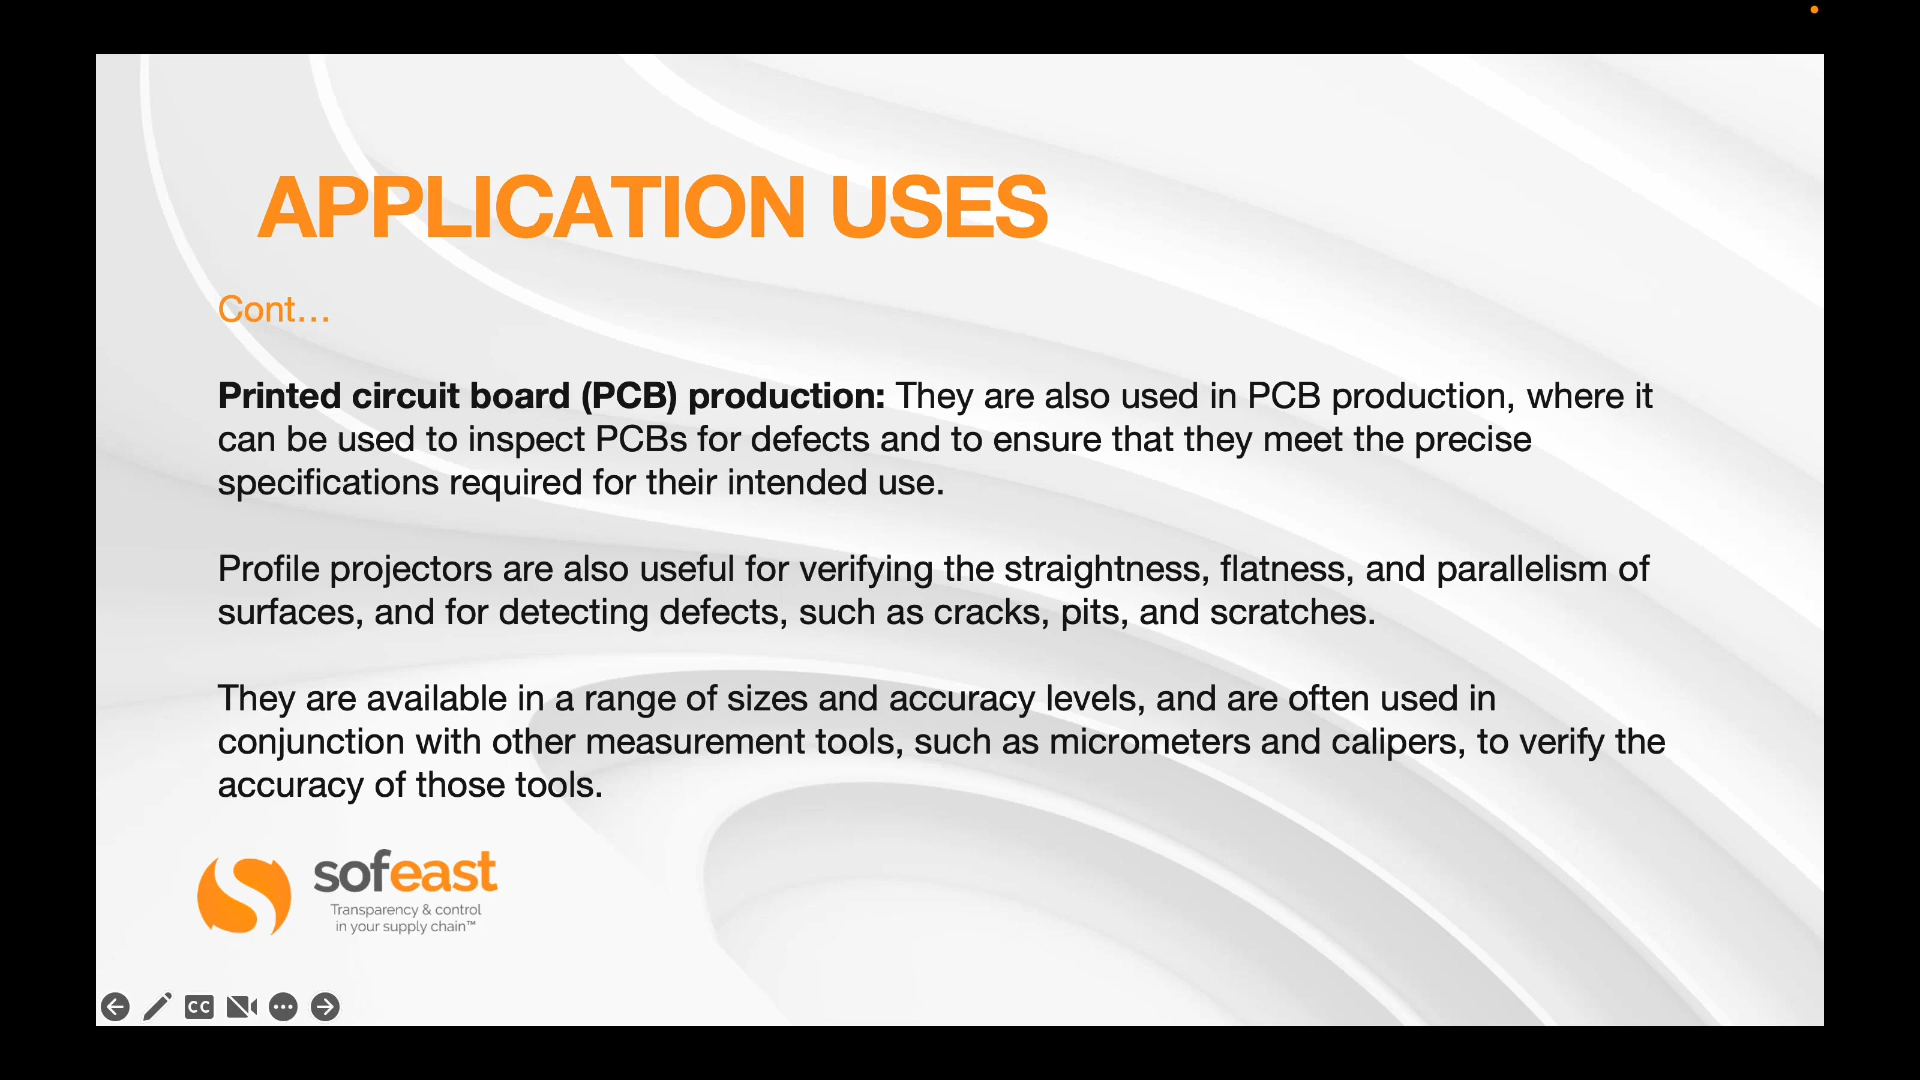 APPLICATION USES
Cont...
Printed circuit board (PCB) production: They are also used in PCB production, where it
can be used to inspect PCBs for defects and to ensure that they meet the precise
specifications required for their intended use.
Profile projectors are also useful for verifying the straightness, flatness, and parallelism of
surfaces, and for detecting defects, such as cracks, pits, and scratches.
They are available in a range of sizes and accuracy levels, and are often used in
conjunction with other measurement tools, such as micrometers and calipers, to verify the
accuracy of those tools.
sofeast
Transparency & control
in your supply chain™
CC